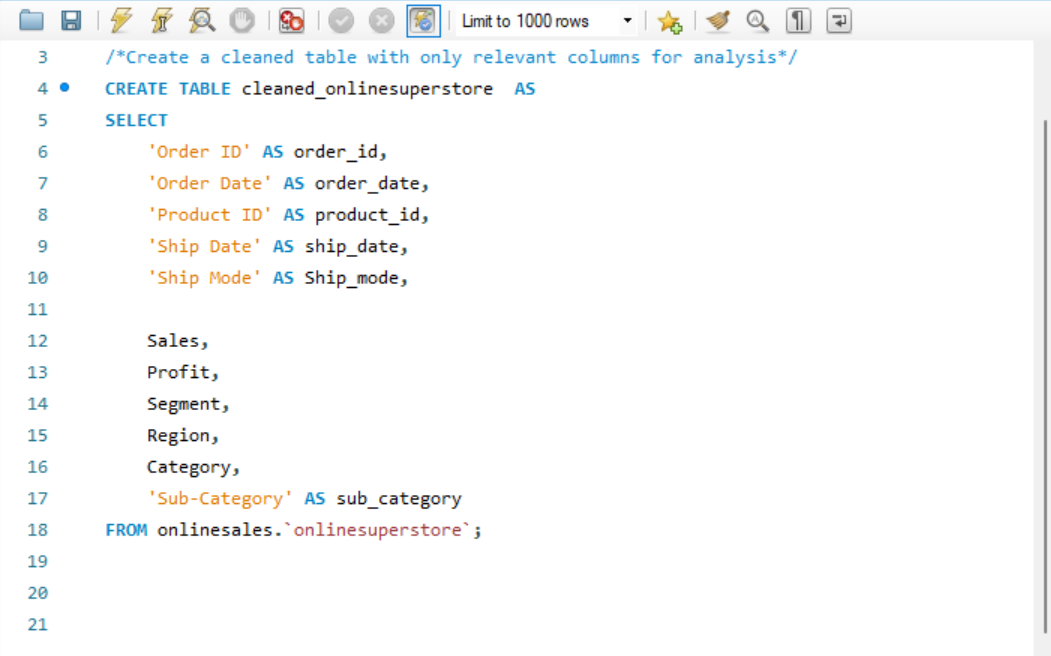 Limit to 1000 rows
3 /*Create a cleaned table with only relevant columns for analysis*/
4 CREATE TABLE cleaned_onlinesuperstore  AS
5 SELECT
6     'Order ID' AS order_id,
7     'Order Date' AS order_date,
8     'Product ID' AS product_id,
9     'Ship Date' AS ship_date,
10     'Ship Mode' AS Ship_mode,
11
12     Sales,
13     Profit,
14     Segment,
15     Region,
16     Category,
17     'Sub-Category' AS sub_category
18 FROM onlinesales.`onlinesuperstore`;
19
20
21